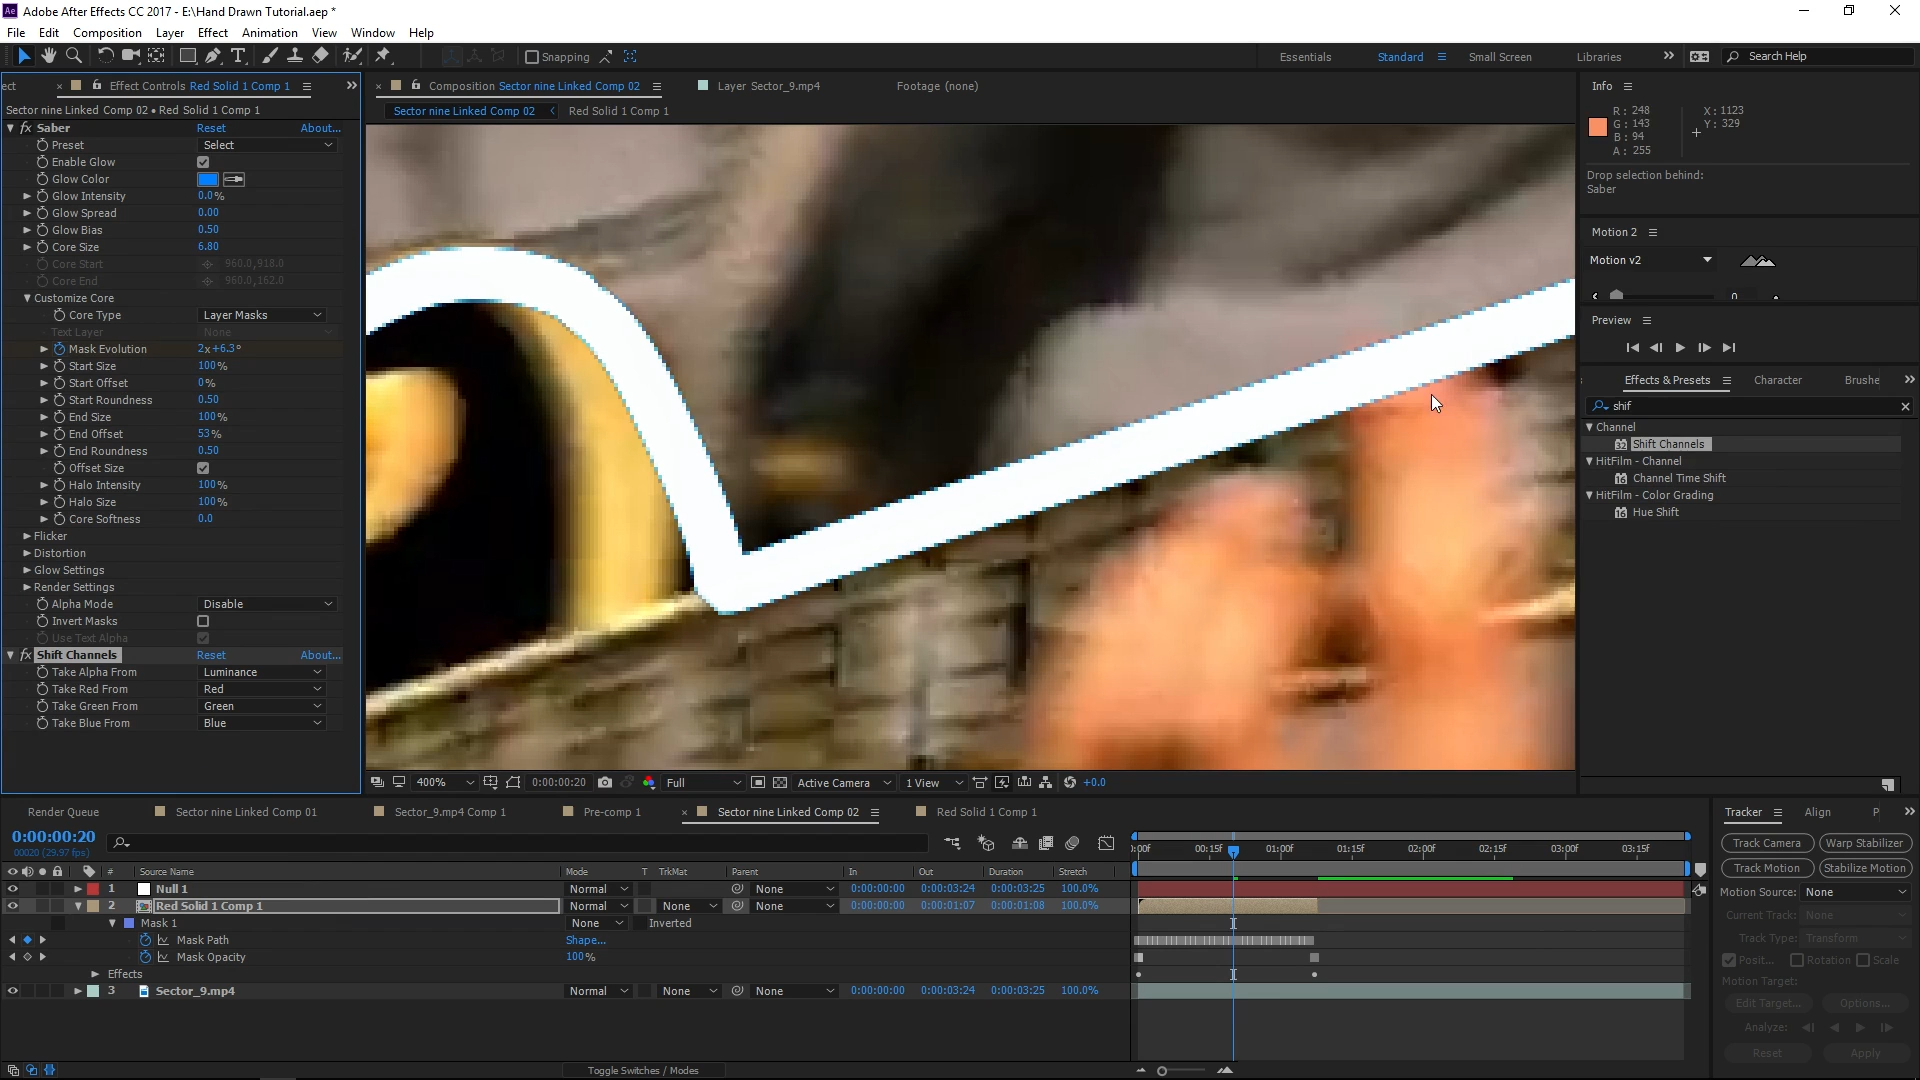 Adobe After Effects CC 2017 - E:\Hand Drawn Tutorial.aep *
File Edit Composition Layer Effect Animation Window Help View
Snapping
Essentials Standard Small Screen Libraries Search Help
ect Effect Controls Red Solid 1 Comp 1
Sector nine Linked Comp 02 • Red Solid 1 Comp 1
Saber Reset About...
Preset Select
Enable Glow
Glow Color
Glow Intensity 0.0%
Glow Spread 0.00
Glow Bias 0.50
Core Size 6.80
Core Start 960.0,918.0
Core End 960.0,162.0
Customize Core
Core Type Layer Masks
Text Layer None
Mask Evolution 2x+6.3°
Start Size 100%
Start Offset 0%
Start Roundness 0.50
End Size 100%
End Offset 53%
End Roundness 0.50
Offset Size
Halo Intensity 100%
Halo Size 100%
Core Softness 0.0
Flicker
Distortion
Glow Settings
Render Settings
Alpha Mode Disable
Invert Masks
Use Text Alpha
Shift Channels Reset About...
Take Alpha From Luminance
Take Red From Red
Take Green From Green
Take Blue From Blue
Composition Sector nine Linked Comp 02 Layer Sector_9.mp4 Footage (none)
Sector nine Linked Comp 02 Red Solid 1 Comp 1
400% 0:00:00:20 Full Active Camera 1 View +0.0
Info
R: 248 X: 1123
G: 143 Y: 329
B: 94
A: 255
Drop selection behind:
Saber
Motion 2
Motion v2
0
Preview
Effects & Presets Character Brushe
shif
Channel
32 Shift Channels
HitFilm - Channel
16 Channel Time Shift
HitFilm - Color Grading
16 Hue Shift
Render Queue Sector nine Linked Comp 01 Sector_9.mp4 Comp 1 Pre-comp 1 Sector nine Linked Comp 02 Red Solid 1 Comp 1
0:00:00:20
00020 (29.97 fps)
# Source Name Mode T TrkMat Parent In Out Duration Stretch
):00f 00:15f 01:00f 01:15f 02:00f 02:15f 03:00f 03:15f
1 Null 1 Normal None 0:00:00:00 0:00:03:24 0:00:03:25 100.0%
2 Red Solid 1 Comp 1 Normal None None 0:00:00:00 0:00:01:07 0:00:01:08 100.0%
Mask 1 None Inverted
Mask Path Shape...
Mask Opacity 100%
Effects
3 Sector_9.mp4 Normal None None 0:00:00:00 0:00:03:24 0:00:03:25 100.0%
Toggle Switches / Modes
Tracker Align P
Track Camera Warp Stabilizer
Track Motion Stabilize Motion
Motion Source: None
Current Track: None
Track Type: Transform
Posit... Rotation Scale
Motion Target:
Edit Target... Options...
Analyze:
Reset Apply